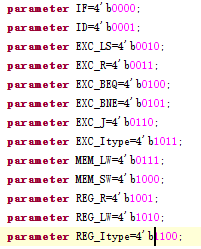 parameter IF=4'b0000;
parameter ID=4'b0001;
parameter EXC_LS=4'b0010;
parameter EXC_R=4'b0011;
parameter EXC_BEQ=4'b0100;
parameter EXC_BNE=4'b0101;
parameter EXC_J=4'b0110;
parameter EXC_Itype=4'b1011;
parameter MEM_LW=4'b0111;
parameter MEM_SW=4'b1000;
parameter REG_R=4'b1001;
parameter REG_LW=4'b1010;
parameter REG_Itype=4'b1100;